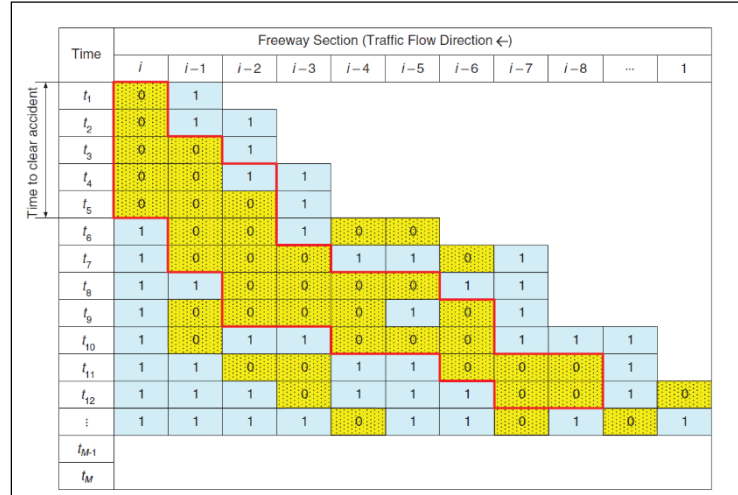 Time
Freeway Section (Traffic Flow Direction ←)
i i – 1 i – 2 i – 3 i – 4 i – 5 i – 6 i – 7 i – 8 ... 1
Time to clear accident
t1 0 1
t2 0 1 1
t3 0 0 1
t4 0 0 1 1
t5 0 0 0 1
t6 1 0 0 1 0 0
t7 1 0 0 0 1 1 0 1
t8 1 1 0 0 0 0 1 1
t9 1 0 0 0 0 1 0 1
t10 1 0 1 1 0 0 0 1 1 1
t11 1 1 0 0 1 1 0 0 0 1
t12 1 1 1 0 1 1 1 0 0 1 0
⋮ 1 1 1 1 0 1 1 0 1 0 1
tM-1
tM